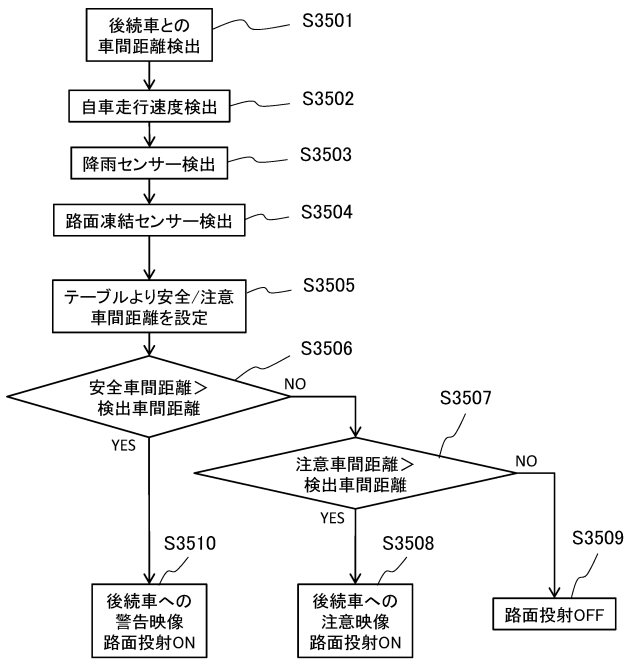 後続車との
車間距離検出
S3501
自車走行速度検出
S3502
降雨センサー検出
S3503
路面凍結センサー検出
S3504
テーブルより安全/注意
車間距離を設定
S3505
安全車間距離>
検出車間距離
S3506
NO
YES
注意車間距離>
検出車間距離
S3507
NO
YES
後続車への
警告映像
路面投射ON
S3510
後続車への
注意映像
路面投射ON
S3508
路面投射OFF
S3509